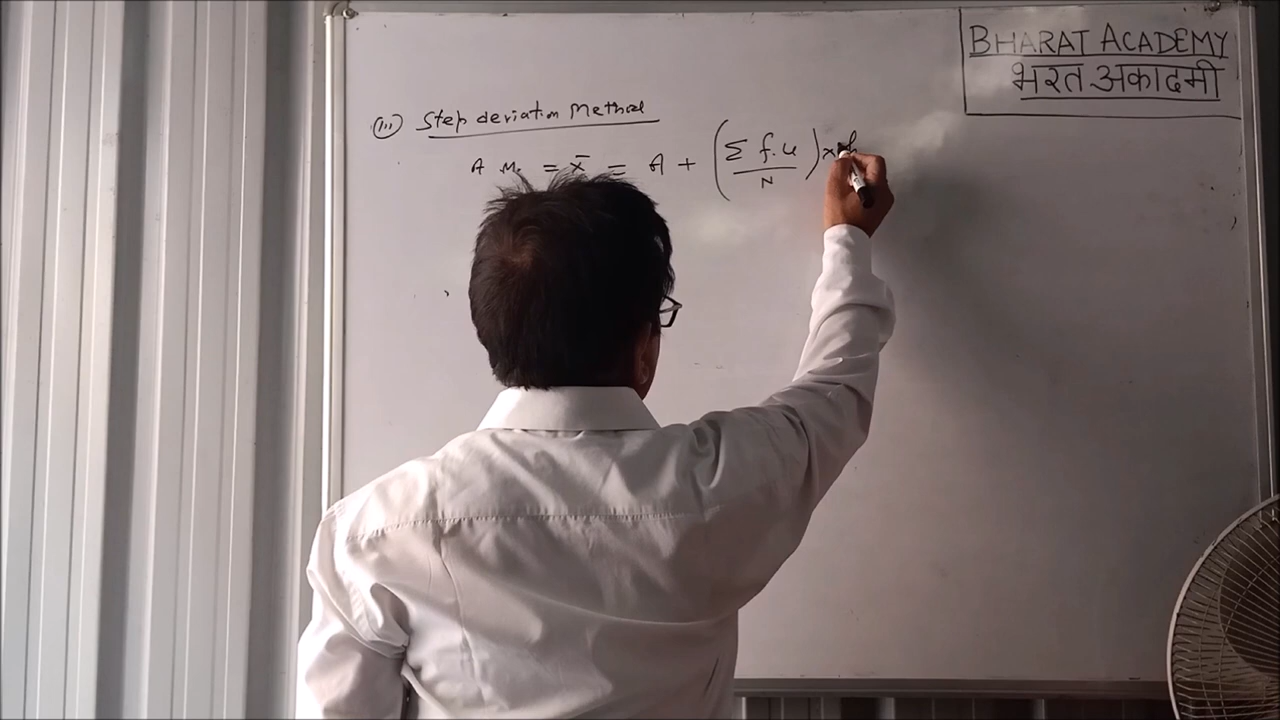 BHARAT ACADEMY
भरत अकादमी
(iii) Step deviation Method
A M. = x̄ = A + (Σ f.u / N) x h